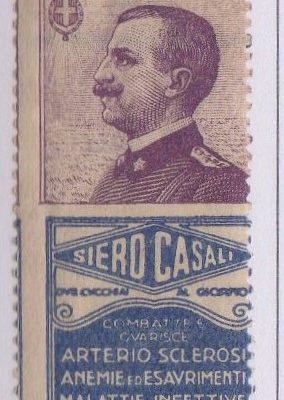 SIERO CASALI
DUE CUCCHIAI AL GIORNO
COMBATTE E
GUARISCE
ARTERIO SCLEROSI
ANEMIE ED ESAURIMENTI
MALATTIE INFETTIVE